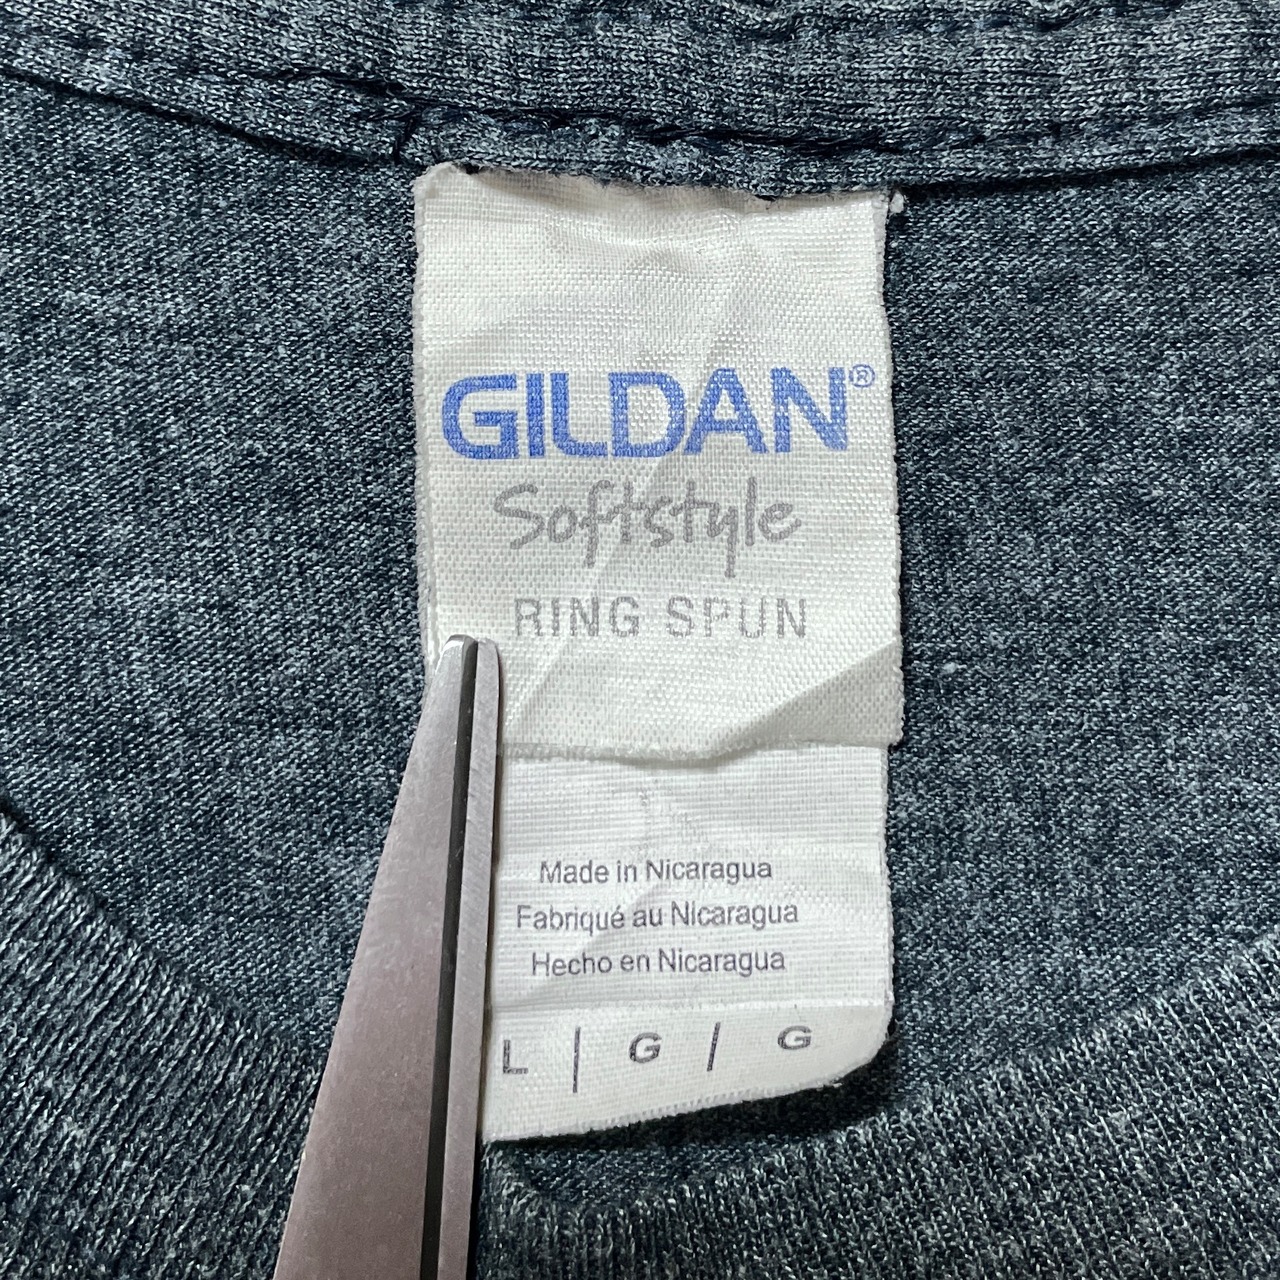 GILDAN®
Softstyle
RING SPUN
Made in Nicaragua
Fabriqué au Nicaragua
Hecho en Nicaragua
L | G / G